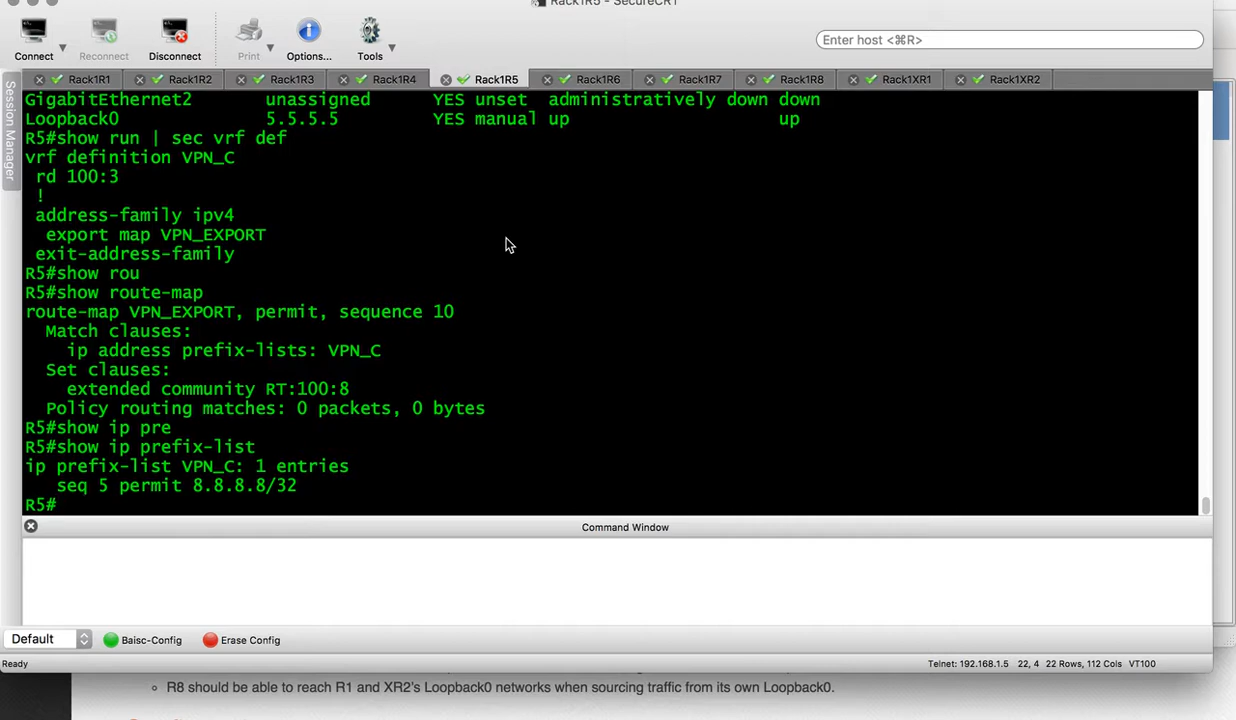 Rack1R5 - SecureCRT
Connect
Reconnect
Disconnect
Print
Options...
Tools
Enter host <⌘R>
Rack1R1
Rack1R2
Rack1R3
Rack1R4
Rack1R5
Rack1R6
Rack1R7
Rack1R8
Rack1XR1
Rack1XR2
Session Manager
GigabitEthernet2       unassigned      YES unset  administratively down down
Loopback0              5.5.5.5         YES manual up                    up
R5#show run | sec vrf def
vrf definition VPN_C
 rd 100:3
 !
 address-family ipv4
  export map VPN_EXPORT
 exit-address-family
R5#show rou
R5#show route-map
route-map VPN_EXPORT, permit, sequence 10
  Match clauses:
    ip address prefix-lists: VPN_C
  Set clauses:
    extended community RT:100:8
  Policy routing matches: 0 packets, 0 bytes
R5#show ip pre
R5#show ip prefix-list
ip prefix-list VPN_C: 1 entries
   seq 5 permit 8.8.8.8/32
R5#
Command Window
Default
Baisc-Config
Erase Config
Ready
Telnet: 192.168.1.5 22, 4 22 Rows, 112 Cols VT100
R8 should be able to reach R1 and XR2's Loopback0 networks when sourcing traffic from its own Loopback0.